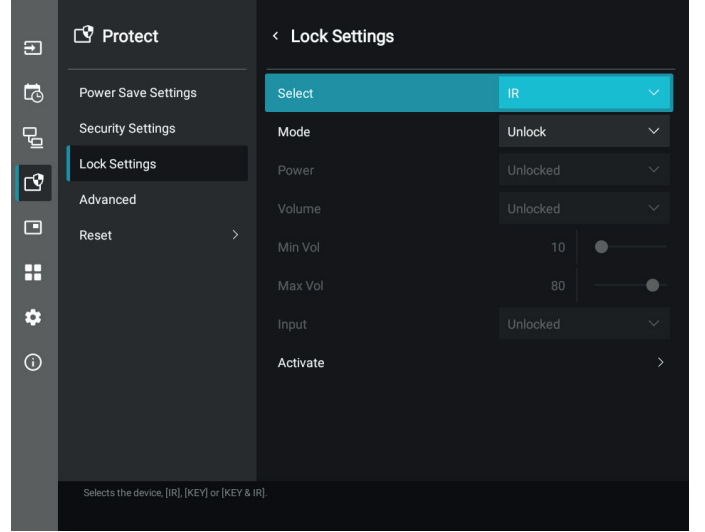 Protect
Power Save Settings
Security Settings
Lock Settings
Advanced
Reset
Lock Settings
Select IR
Mode Unlock
Power Unlocked
Volume Unlocked
Min Vol 10
Max Vol 80
Input Unlocked
Activate
Selects the device, [IR], [KEY] or [KEY & IR].